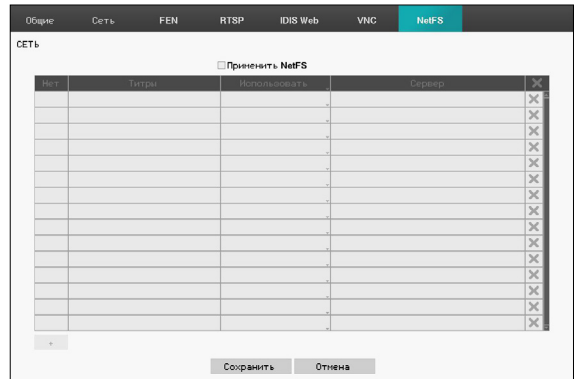 Общие Сеть FEN RTSP IDIS Web VNC NetFS
СЕТЬ
Применить NetFS
Нет Титры Использовать Сервер
+
Сохранить Отмена